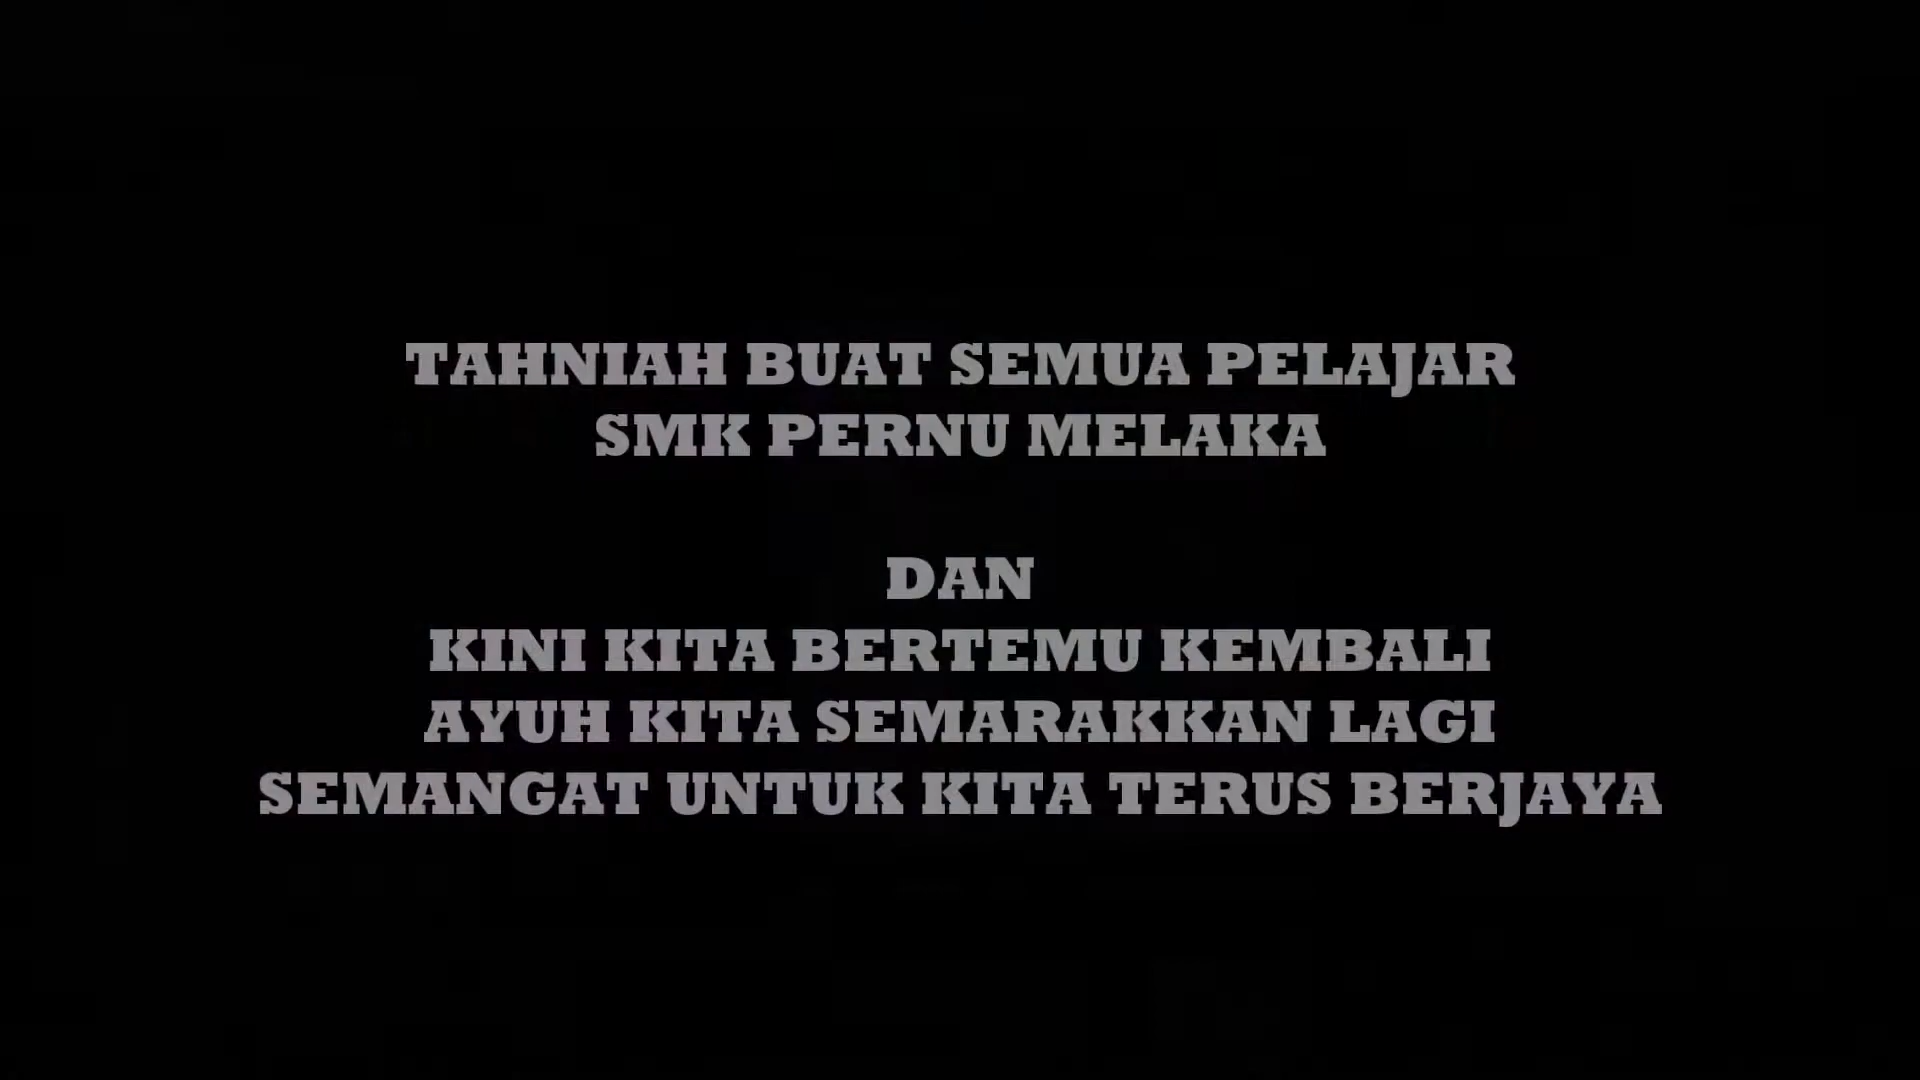 TAHNIAH BUAT SEMUA PELAJAR
SMK PERNU MELAKA
DAN
KINI KITA BERTEMU KEMBALI
AYUH KITA SEMARAKKAN LAGI
SEMANGAT UNTUK KITA TERUS BERJAYA